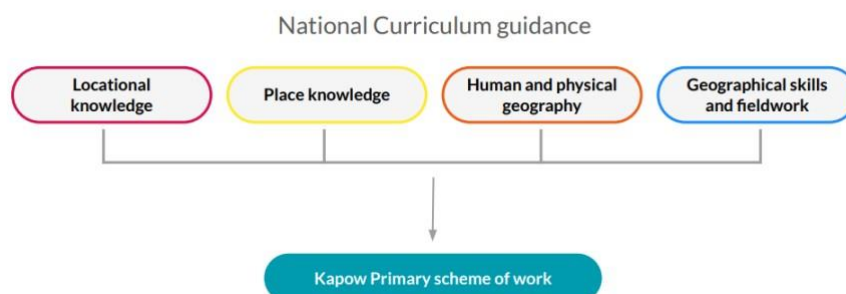 National Curriculum guidance
Locational
knowledge
Place knowledge
Human and physical
geography
Geographical skills
and fieldwork
Kapow Primary scheme of work